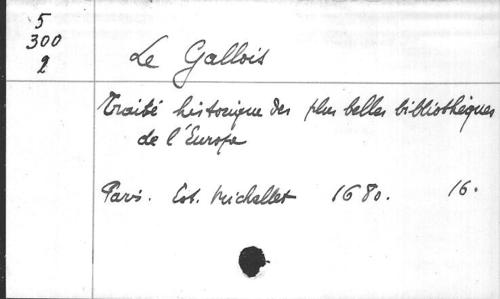 5
300
2
Le Gallois
Traité historique des plus belles bibliothèques
de l'Europe
Paris. Est. Michallet 1680. 16.